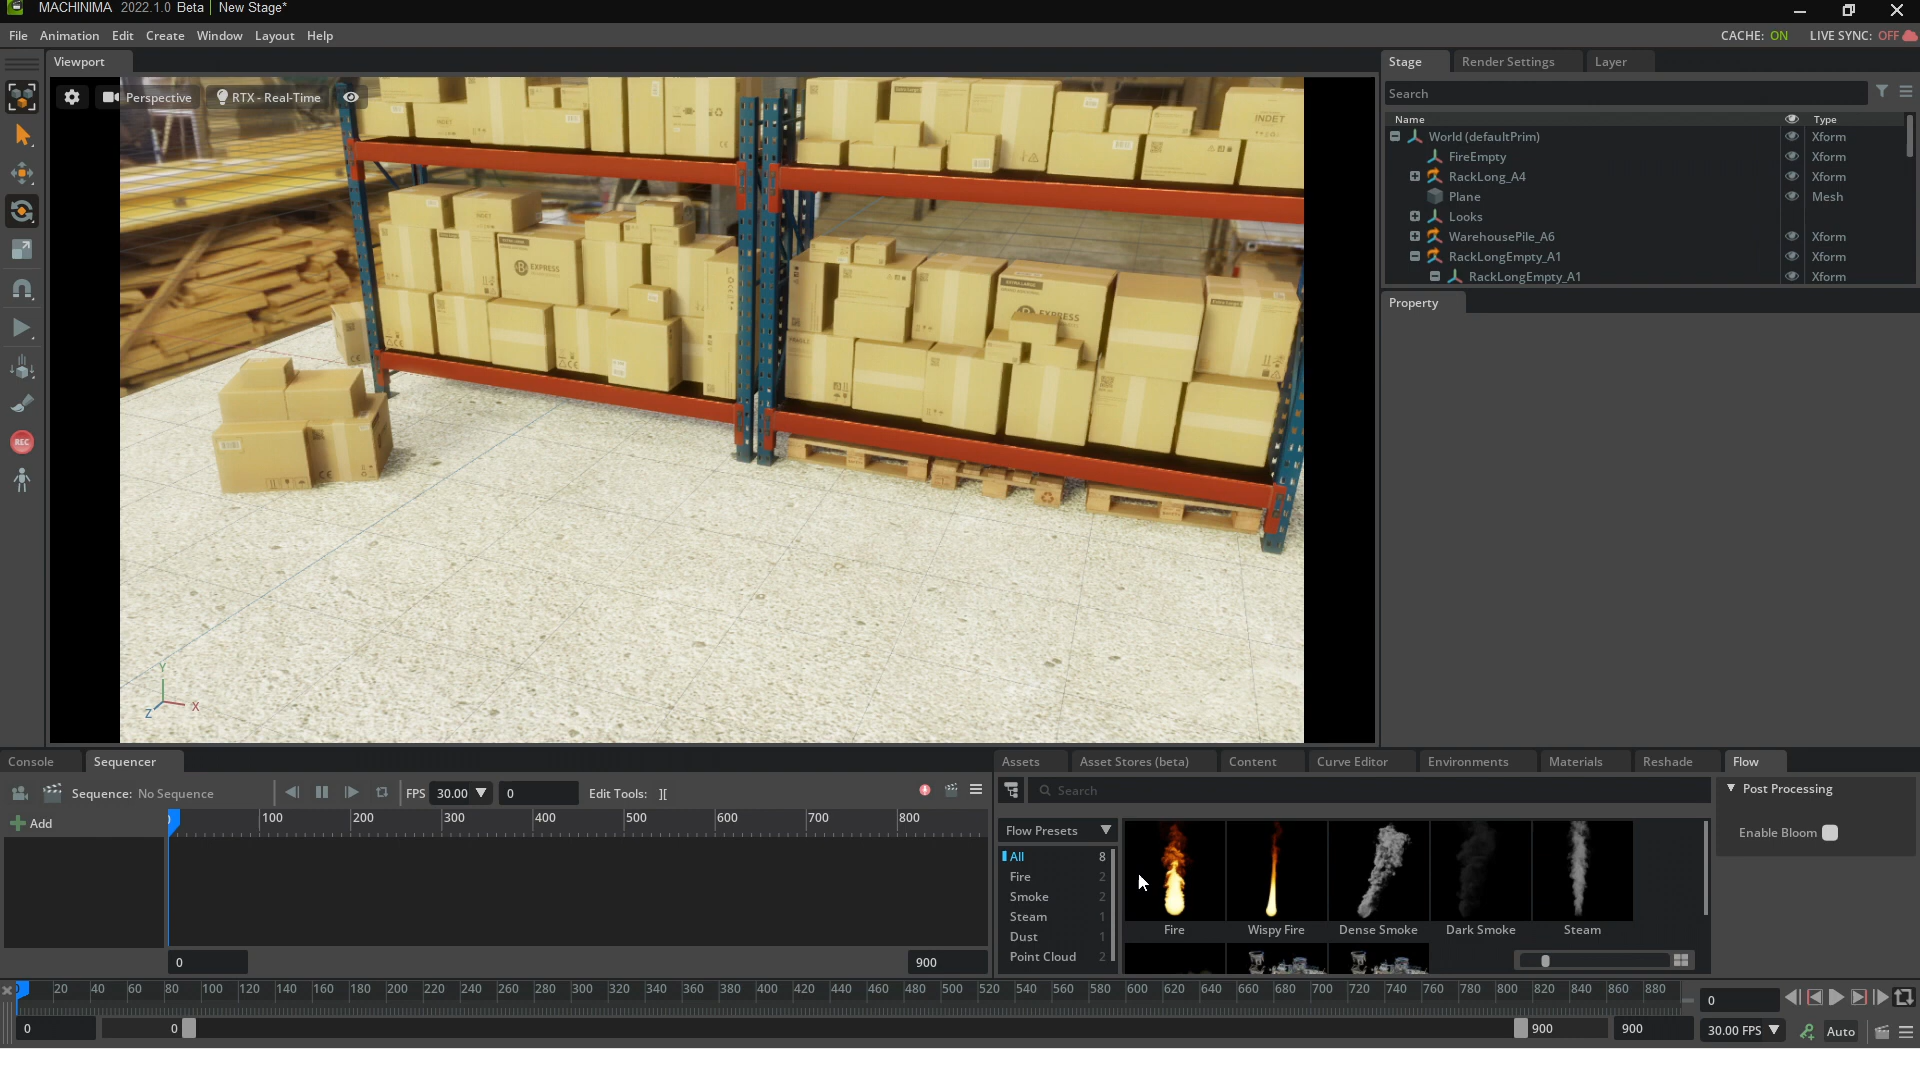 MACHINIMA 2022.1.0 Beta | New Stage*
File Animation Edit Create Window Layout Help
CACHE: ON LIVE SYNC: OFF
Viewport
Perspective
RTX - Real-Time
INDET
INDET
EXPRESS
EXTRA LARGE
EXPRESS
FRAGILE
Y
X
Z
Stage Render Settings Layer
Search
Name Type
World (defaultPrim) Xform
FireEmpty Xform
RackLong_A4 Xform
Plane Mesh
Looks
WarehousePile_A6 Xform
RackLongEmpty_A1 Xform
RackLongEmpty_A1 Xform
Property
Console Sequencer
Sequence: No Sequence FPS 30.00 0 Edit Tools: ][
Add
100 200 300 400 500 600 700 800
0 900
REC
Assets Asset Stores (beta) Content Curve Editor Environments Materials Reshade Flow
Search
Flow Presets
All 8
Fire 2
Smoke 2
Steam 1
Dust 1
Point Cloud 2
Fire Wispy Fire Dense Smoke Dark Smoke Steam
Post Processing
Enable Bloom
20 40 60 80 100 120 140 160 180 200 220 240 260 280 300 320 340 360 380 400 420 440 460 480 500 520 540 560 580 600 620 640 660 680 700 720 740 760 780 800 820 840 860 880
0
0 0 900 900 30.00 FPS Auto